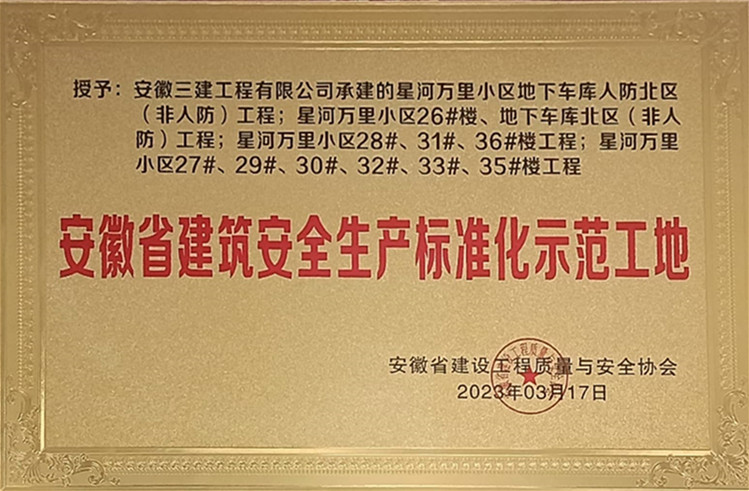 授予：安徽三建工程有限公司承建的星河万里小区地下车库人防北区
（非人防）工程；星河万里小区26#楼、地下车库北区（非人
防）工程；星河万里小区28#、31#、36#楼工程；星河万里
小区27#、29#、30#、32#、33#、35#楼工程
安徽省建筑安全生产标准化示范工地
安徽省建设工程质量与安全协会
2023年03月17日